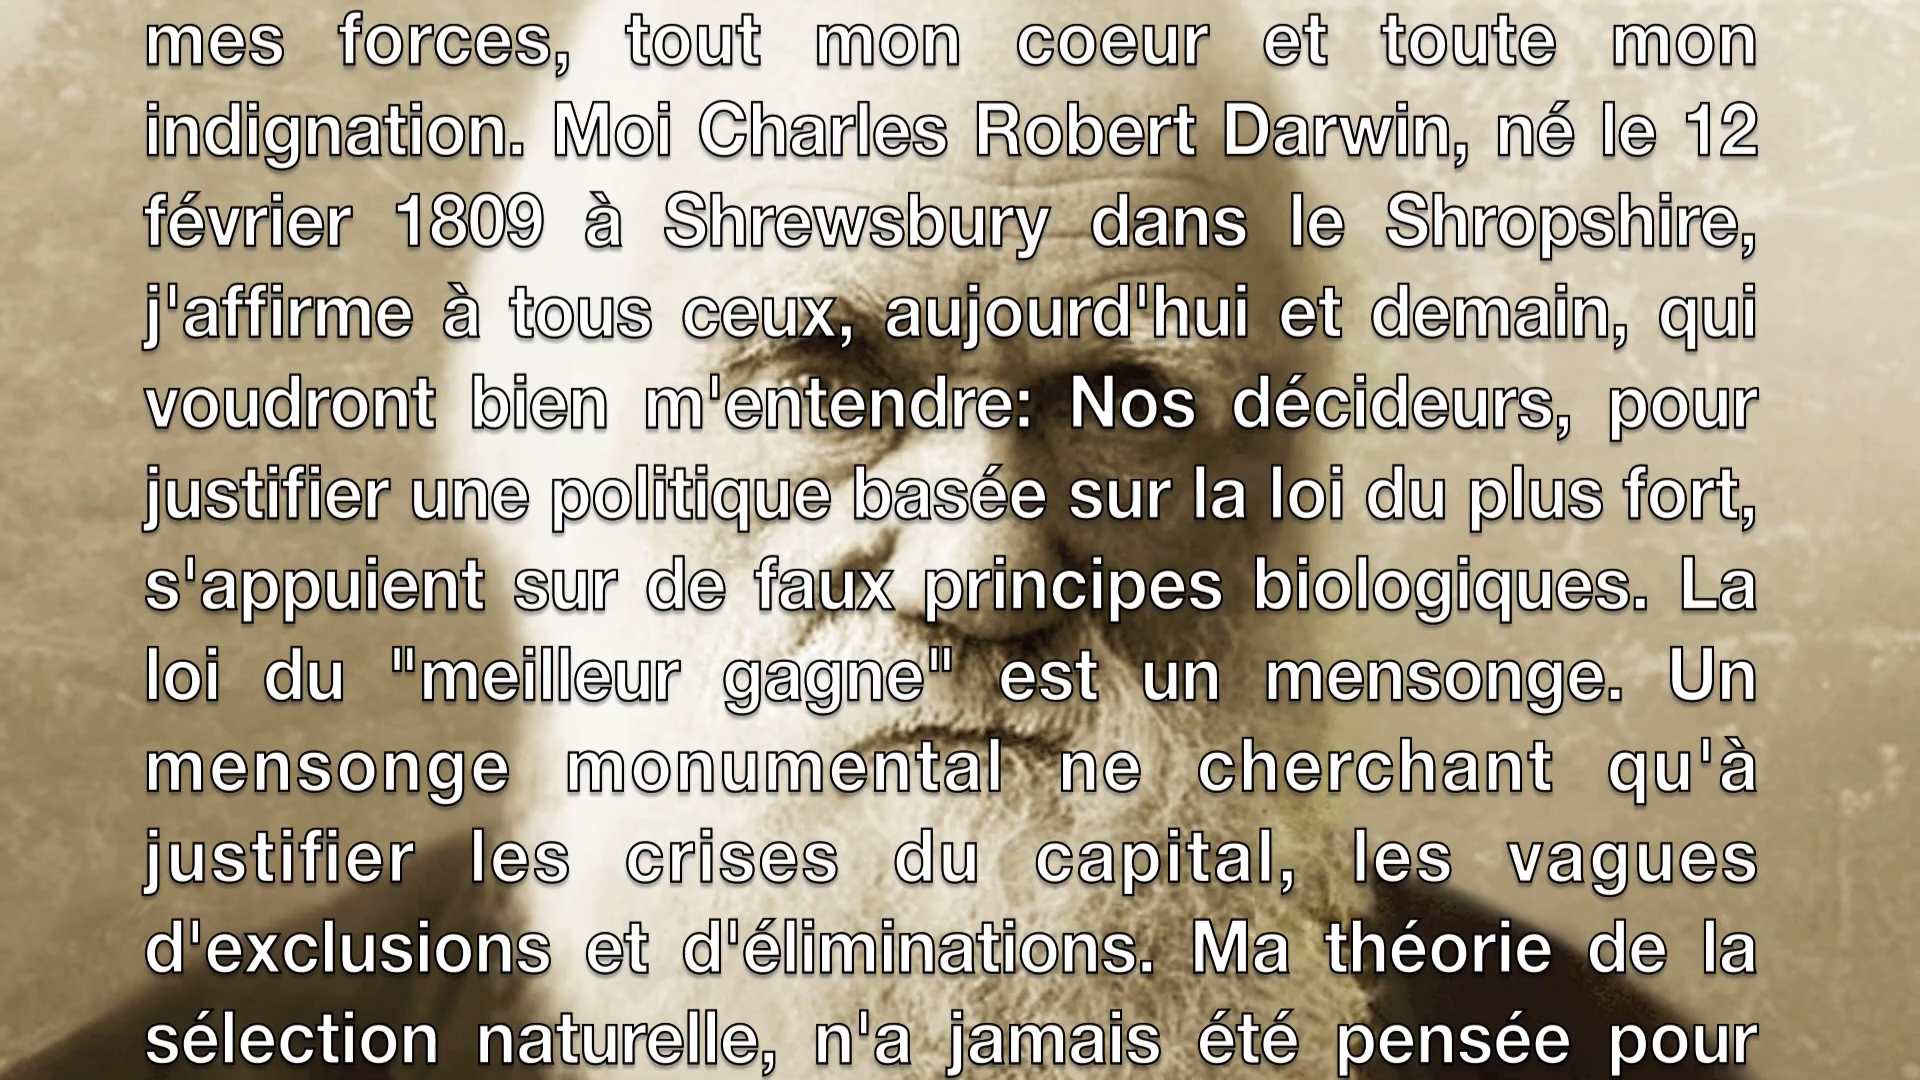 mes forces, tout mon coeur et toute mon
indignation. Moi Charles Robert Darwin, né le 12
février 1809 à Shrewsbury dans le Shropshire,
j'affirme à tous ceux, aujourd'hui et demain, qui
voudront bien m'entendre: Nos décideurs, pour
justifier une politique basée sur la loi du plus fort,
s'appuient sur de faux principes biologiques. La
loi du "meilleur gagne" est un mensonge. Un
mensonge monumental ne cherchant qu'à
justifier les crises du capital, les vagues
d'exclusions et d'éliminations. Ma théorie de la
sélection naturelle, n'a jamais été pensée pour